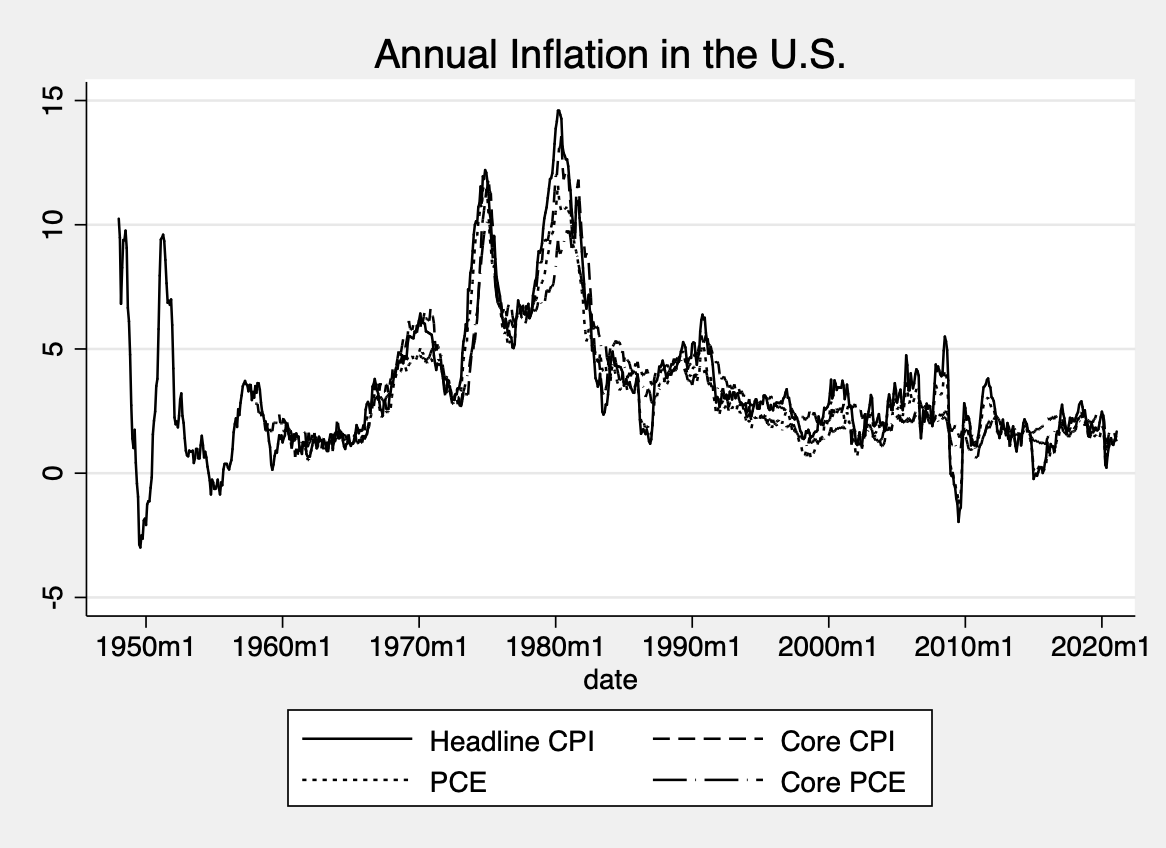 Annual Inflation in the U.S.
15
10
5
0
-5
1950m1 1960m1 1970m1 1980m1 1990m1 2000m1 2010m1 2020m1
date
Headline CPI Core CPI
PCE Core PCE